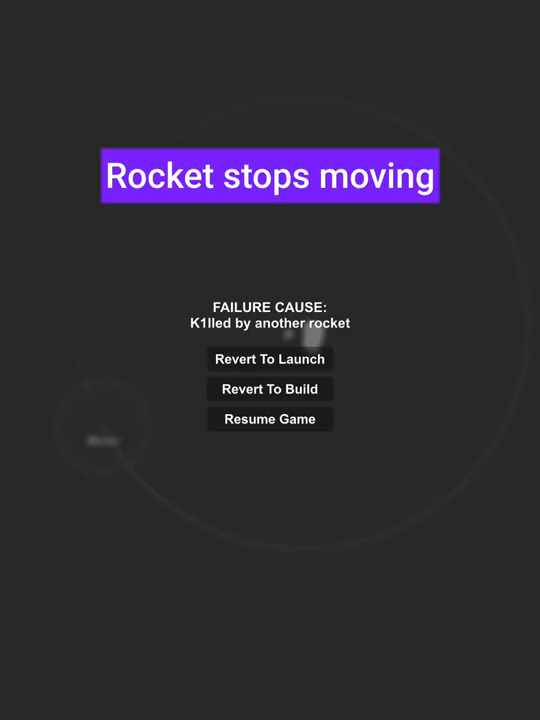 Rocket stops moving
FAILURE CAUSE:
K1lled by another rocket
Revert To Launch
Revert To Build
Resume Game